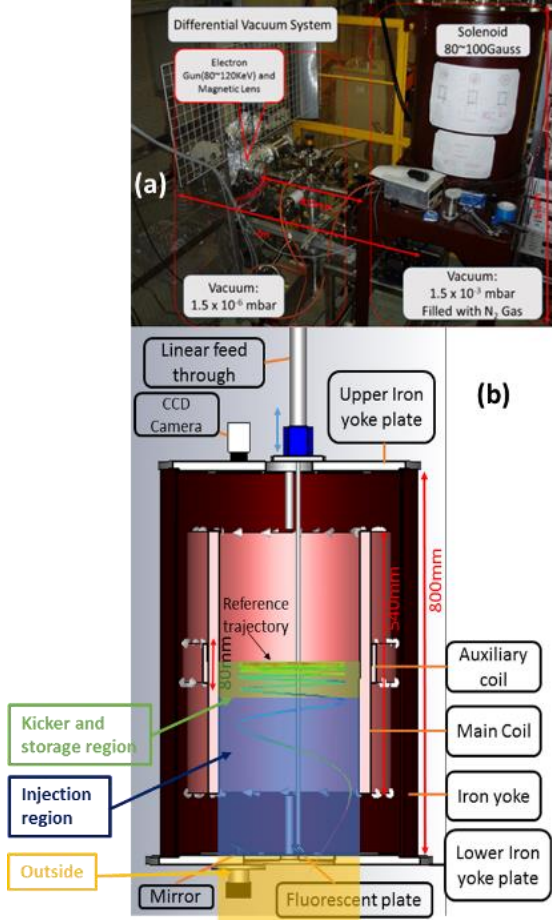 Differential Vacuum System
Solenoid
80~100Gauss
Electron
Gun(80~120KeV) and
Magnetic Lens
(a)
Vacuum:
1.5 x 10⁻⁶ mbar
Vacuum:
1.5 x 10⁻³ mbar
Filled with N₂ Gas
Linear feed
through
(b)
CCD
Camera
Upper Iron
yoke plate
Reference
trajectory
800mm
540mm
80mm
Auxiliary
coil
Kicker and
storage region
Main Coil
Injection
region
Iron yoke
Outside
Lower Iron
yoke plate
Mirror
Fluorescent plate